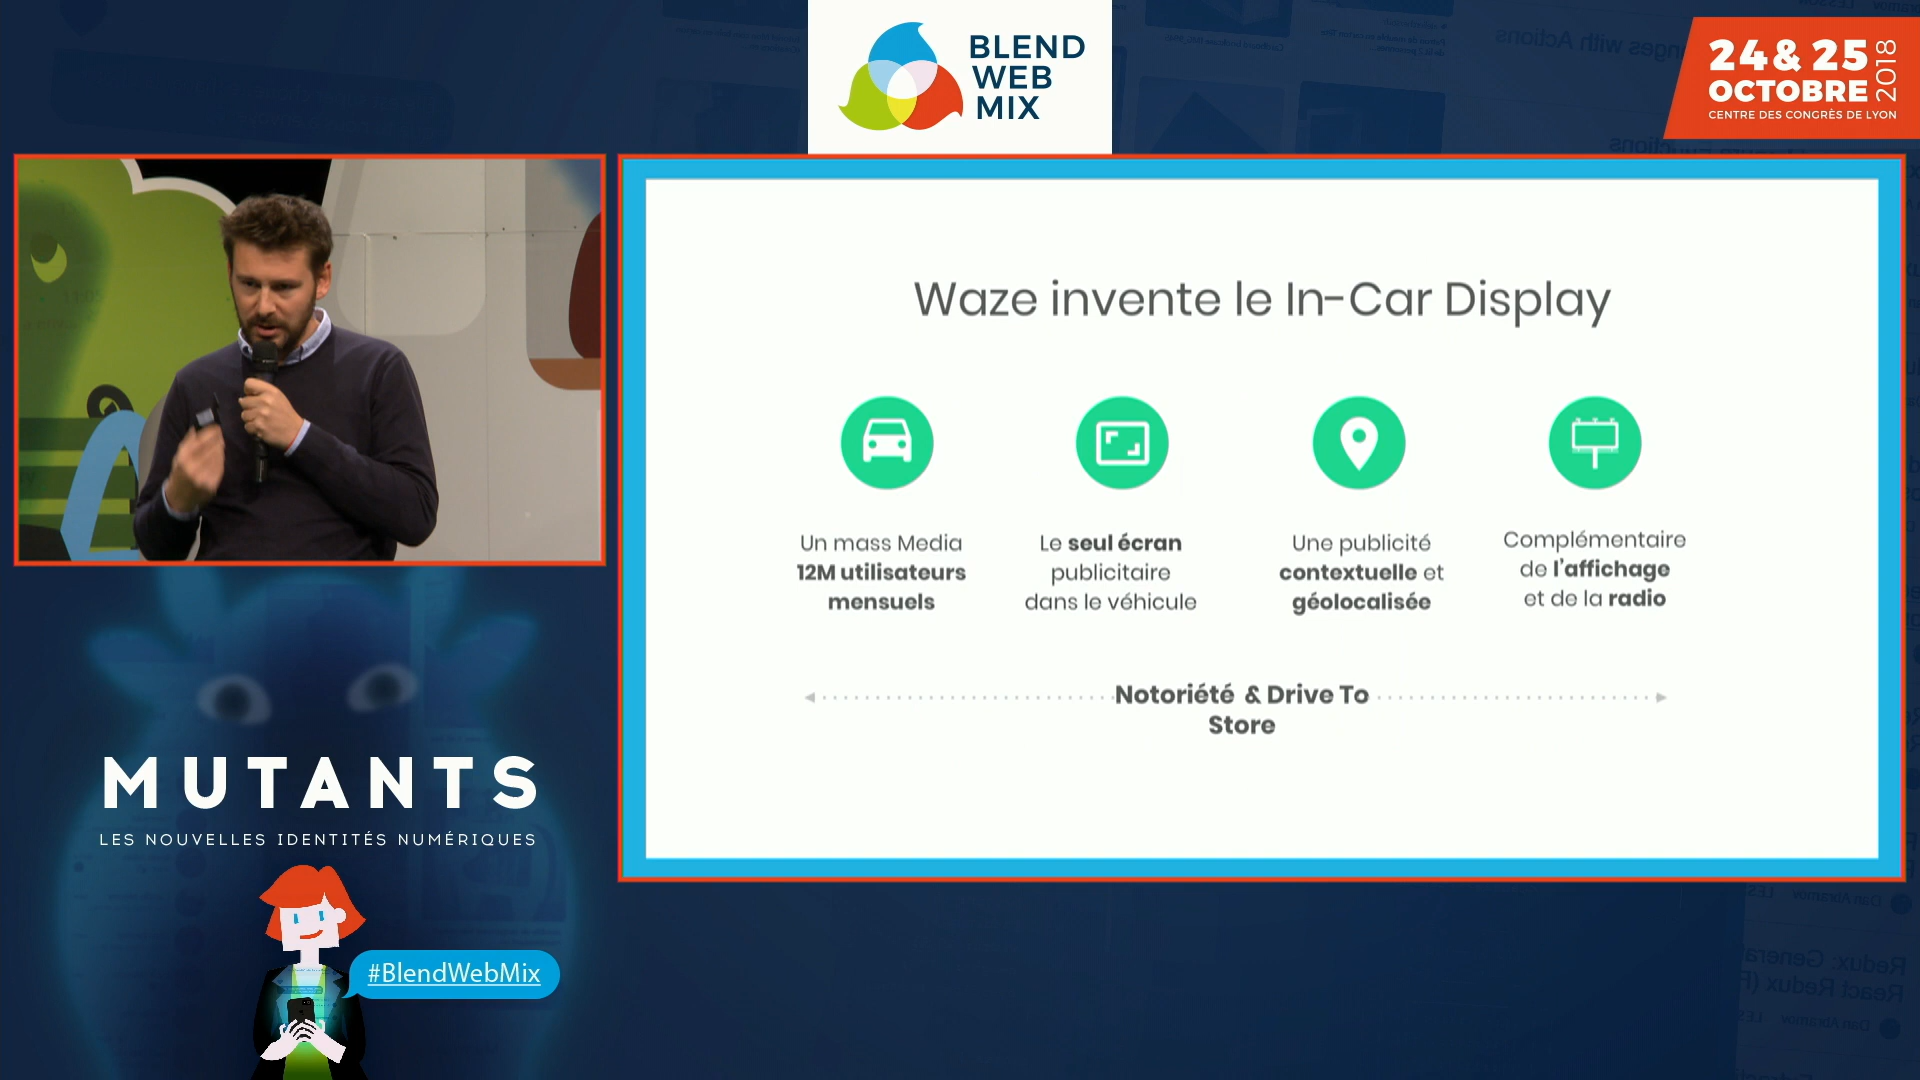 BLEND
WEB
MIX
24 & 25
OCTOBRE
2018
CENTRE DES CONGRÈS DE LYON
Waze invente le In-Car Display
Un mass Media
12M utilisateurs
mensuels
Le seul écran
publicitaire
dans le véhicule
Une publicité
contextuelle et
géolocalisée
Complémentaire
de l'affichage
et de la radio
Notoriété & Drive To
Store
MUTANTS
LES NOUVELLES IDENTITÉS NUMÉRIQUES
#BlendWebMix